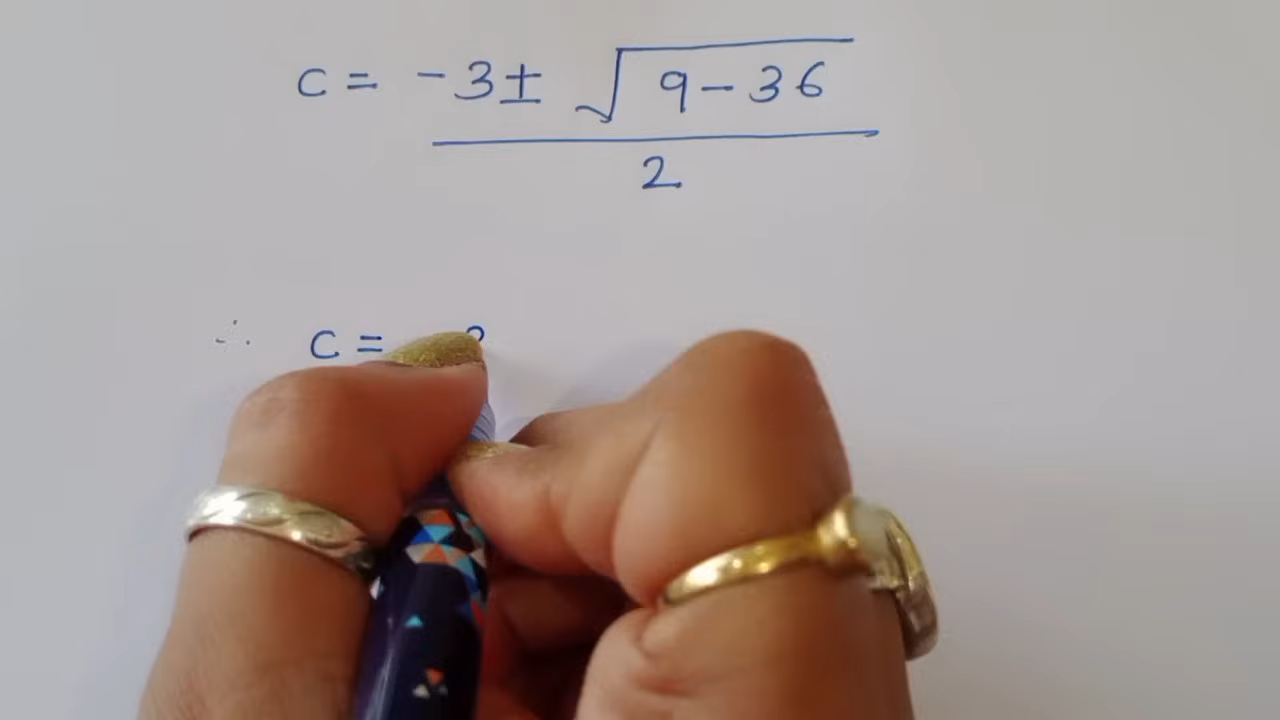 c = -3 ± √(9-36)
2
∴ c =